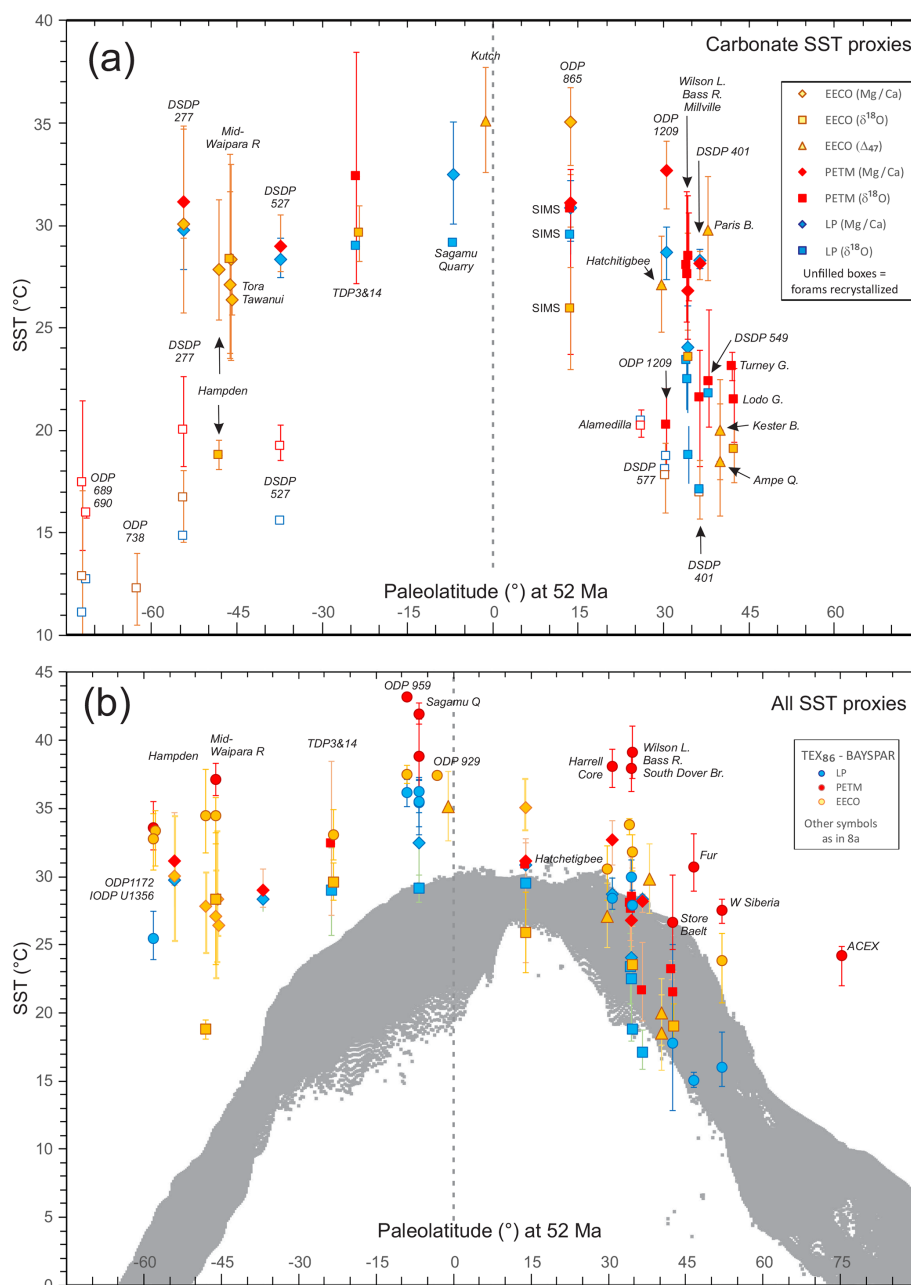 (a)
Carbonate SST proxies
SST (°C)
40
35
30
25
20
15
10
DSDP
277
Mid-
Waipara R
DSDP
527
TDP3&14
Sagamu
Quarry
Kutch
ODP
865
SIMS
SIMS
SIMS
Wilson L.
Bass R.
Millville
ODP
1209
DSDP 401
Hatchitigbee
Paris B.
EECO (Mg/Ca)
EECO (δ¹⁸O)
EECO (Δ₄₇)
PETM (Mg/Ca)
PETM (δ¹⁸O)
LP (Mg/Ca)
LP (δ¹⁸O)
Unfilled boxes =
forams recrystallized
Tora
Tawanui
DSDP
277
Hampden
DSDP
527
ODP
689
690
ODP
738
ODP 1209
DSDP 549
Turney G.
Lodo G.
Alamedilla
Kester B.
DSDP
577
Ampe Q.
DSDP
401
Paleolatitude (°) at 52 Ma
-60 -45 -30 -15 0 15 30 45 60
(b)
All SST proxies
SST (°C)
45
40
35
30
25
20
15
10
5
0
ODP 959
Sagamu Q
Hampden
Mid-
Waipara R
TDP3&14
ODP 929
Harrell
Core
Wilson L.
Bass R.
South Dover Br.
TEX₈₆ - BAYSPAR
LP
PETM
EECO
Other symbols
as in 8a
ODP1172
IODP U1356
Hatchetigbee
Fur
Store
Baelt
W Siberia
ACEX
Paleolatitude (°) at 52 Ma
-60 -45 -30 -15 0 15 30 45 60 75